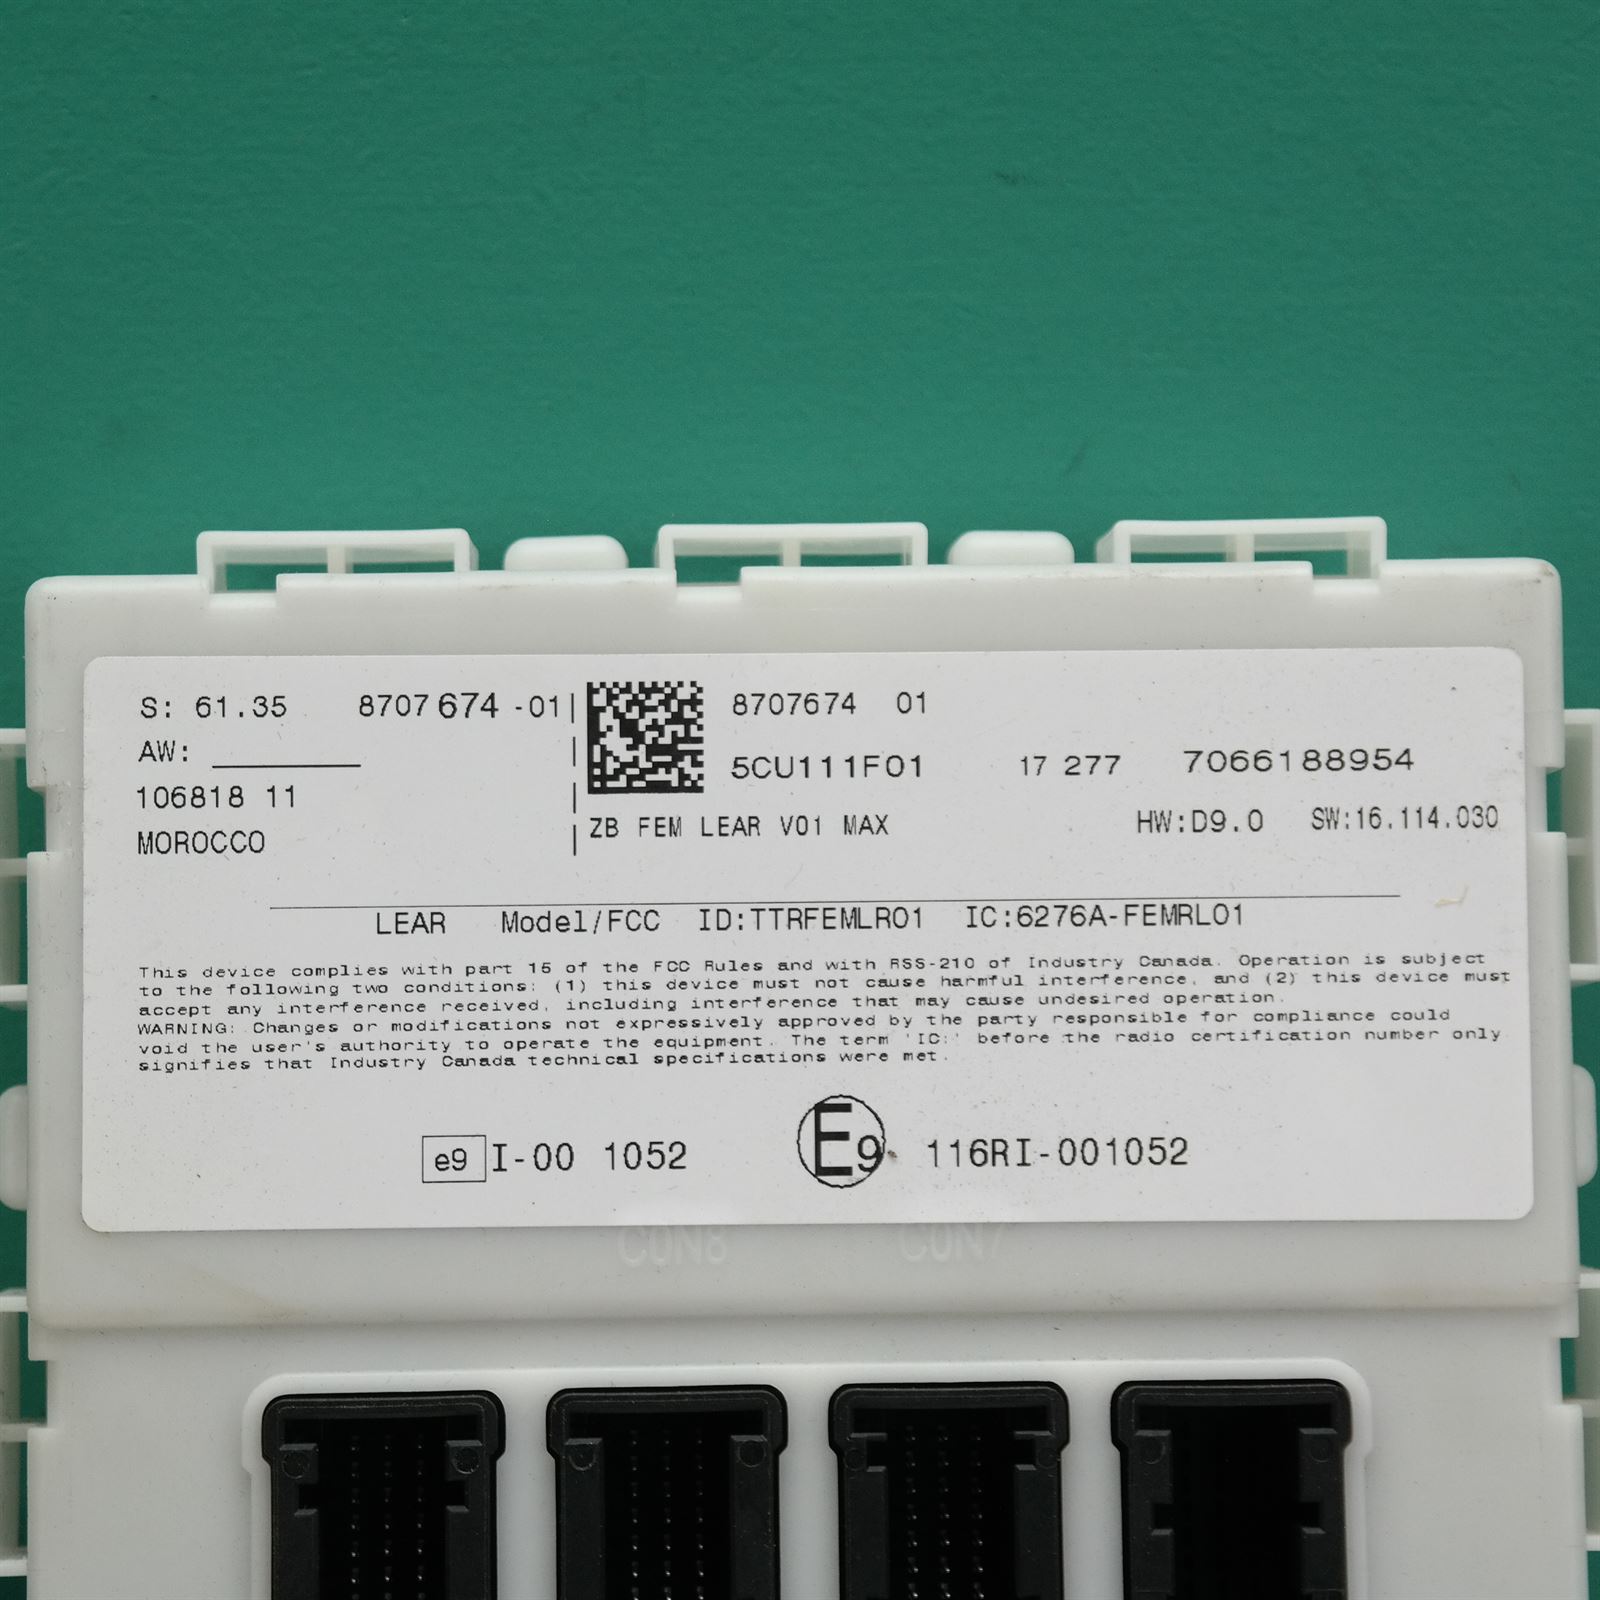 S: 61.35 8707 674 -01|
AW: ________
106818 11
MOROCCO
8707674 01
5CU111F01 17 277 7066188954
ZB FEM LEAR V01 MAX HW:D9.0 SW:16.114.030
LEAR Model/FCC ID:TTRFEMLR01 IC:6276A-FEMRL01
This device complies with part 15 of the FCC Rules and with RSS-210 of Industry Canada. Operation is subject
to the following two conditions: (1) this device must not cause harmful interference, and (2) this device must
accept any interference received, including interference that may cause undesired operation.
WARNING: Changes or modifications not expressively approved by the party responsible for compliance could
void the user's authority to operate the equipment. The term 'IC:' before the radio certification number only
signifies that Industry Canada technical specifications were met.
e9 I-00 1052 E9 116RI-001052
CON8 CON7